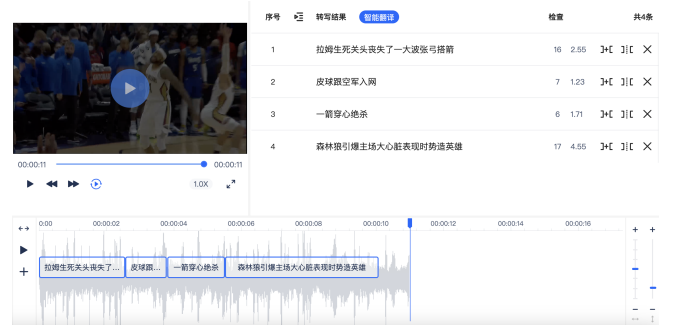 序号 转写结果 智能翻译 检查 共4条
1 拉姆生死关头丧失了一大波张弓搭箭 16 2.55
2 皮球跟空军入网 7 1.23
3 一箭穿心绝杀 6 1.71
4 森林狼引爆主场大心脏表现时势造英雄 17 4.55
00:00:11 00:00:11
1.0X
0:00 00:00:02 00:00:04 00:00:06 00:00:08 00:00:10 00:00:12 00:00:14 00:00:16
拉姆生死关头丧失了... 皮球跟... 一箭穿心绝杀 森林狼引爆主场大心脏表现时势造英雄